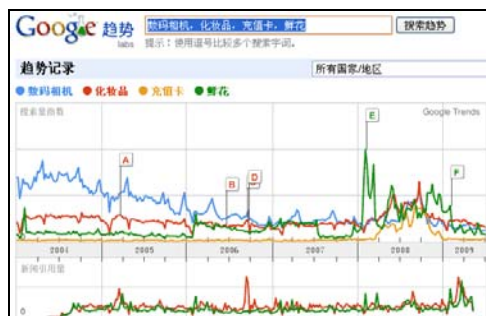 Google 趋势
labs
数码相机，化妆品，充值卡，鲜花
搜索趋势
提示：使用逗号比较多个搜索字词。
趋势记录
所有国家/地区
数码相机 化妆品 充值卡 鲜花
搜索量指数
Google Trends
E
A
B
D
F
2004 2005 2006 2007 2008 2009
新闻引用量
0